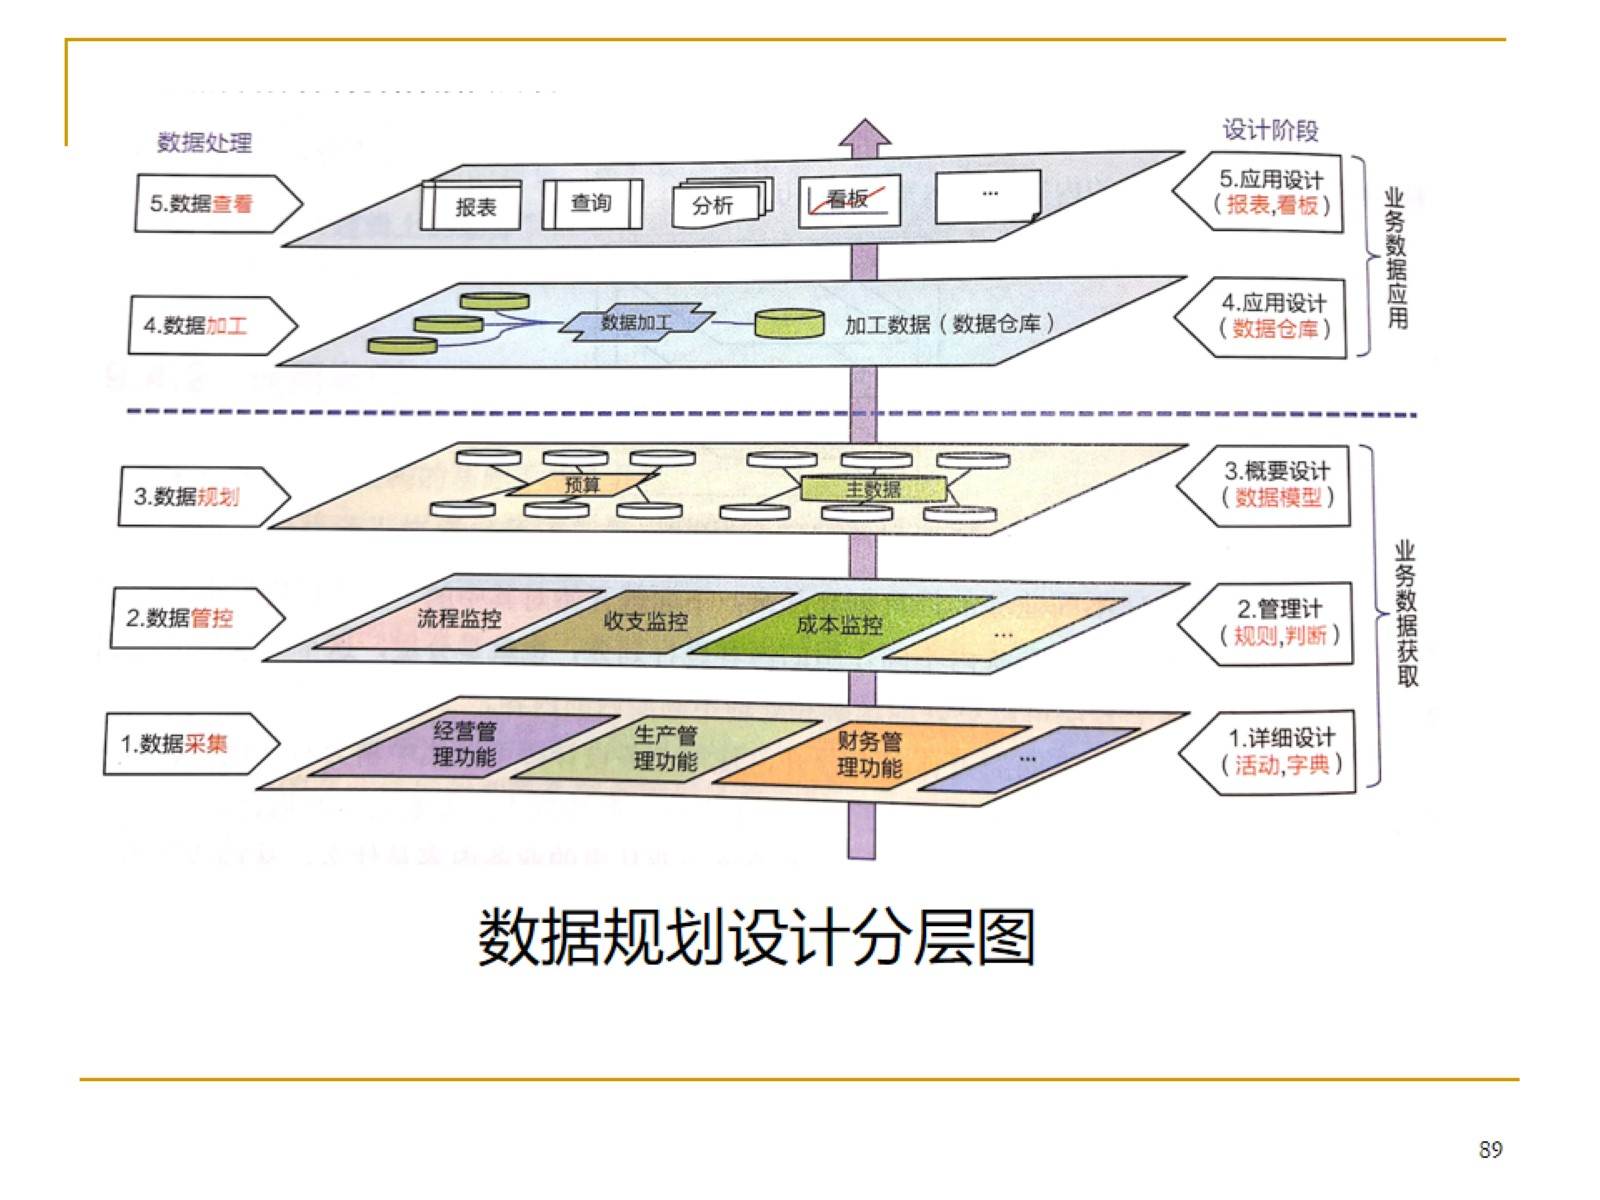 数据处理
设计阶段
5.数据查看
报表
查询
分析
看板
...
5.应用设计
（报表,看板）
业务数据应用
4.数据加工
数据加工
加工数据（数据仓库）
4.应用设计
（数据仓库）
3.数据规划
预算
主数据
3.概要设计
（数据模型）
业务数据获取
2.数据管控
流程监控
收支监控
成本监控
...
2.管理计
（规则,判断）
1.数据采集
经营管
理功能
生产管
理功能
财务管
理功能
...
1.详细设计
（活动,字典）
数据规划设计分层图
89